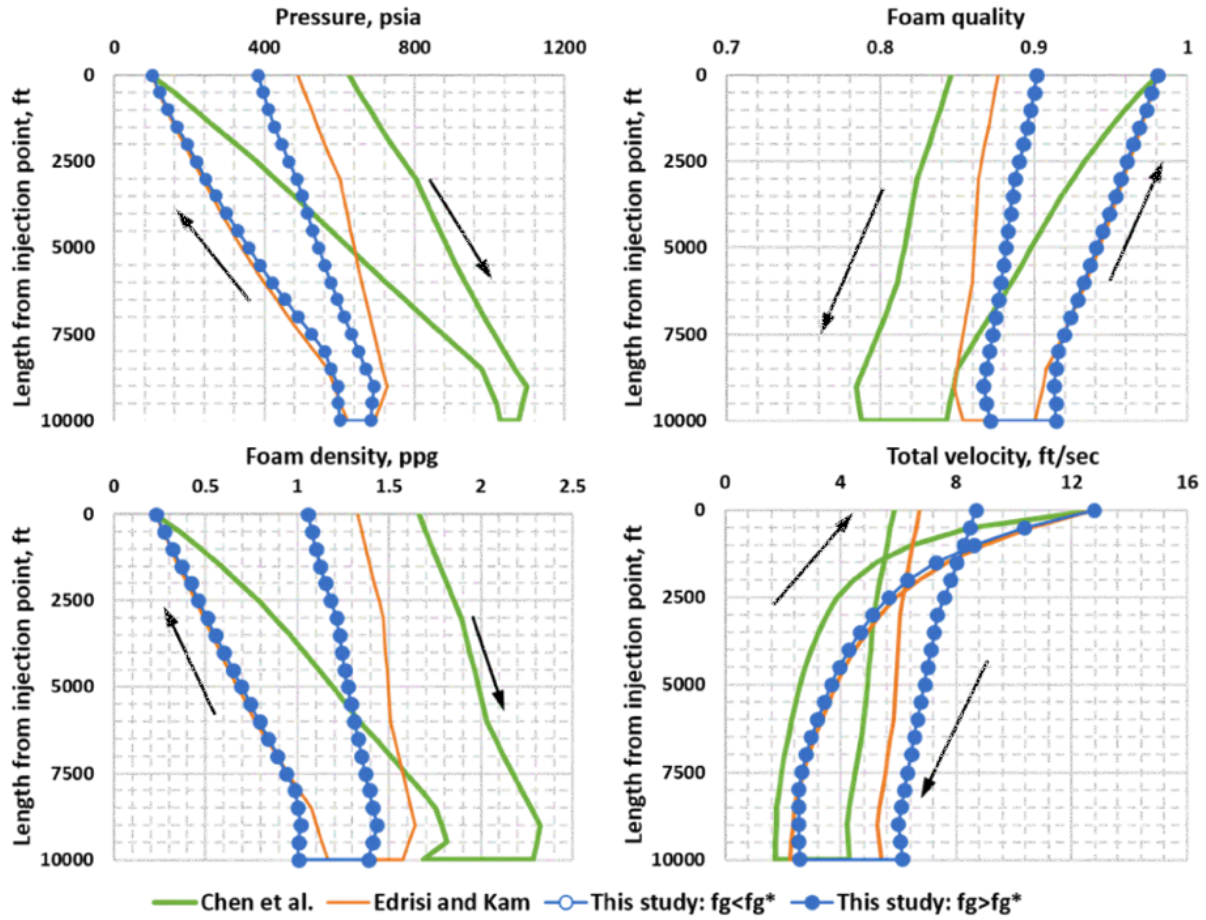 Pressure, psia
0 400 800 1200
Length from injection point, ft
0
2500
5000
7500
10000
Foam quality
0.7 0.8 0.9 1
Length from injection point, ft
0
2500
5000
7500
10000
Foam density, ppg
0 0.5 1 1.5 2 2.5
Length from injection point, ft
0
2500
5000
7500
10000
Total velocity, ft/sec
0 4 8 12 16
Length from injection point, ft
0
2500
5000
7500
10000
Chen et al. Edrisi and Kam This study: fg<fg* This study: fg>fg*